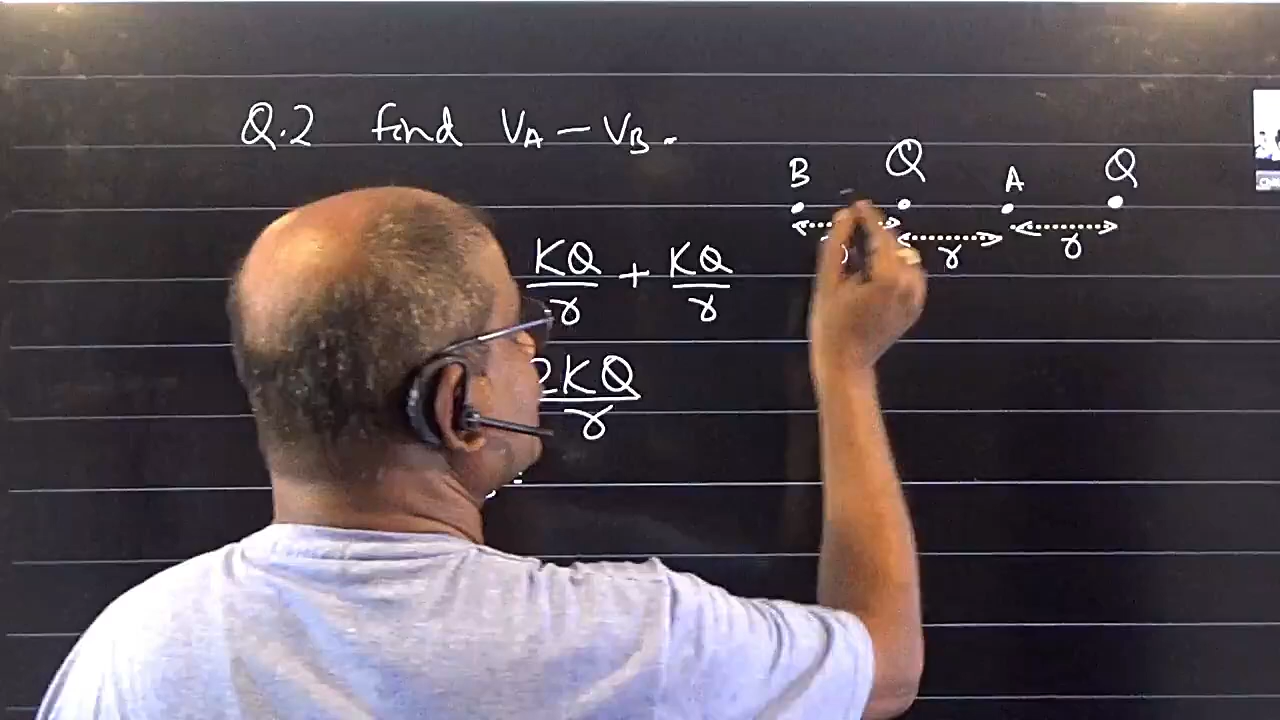 Q.2 find VA - VB.
B Q A Q
r r
KQ/r + KQ/r
2KQ/r